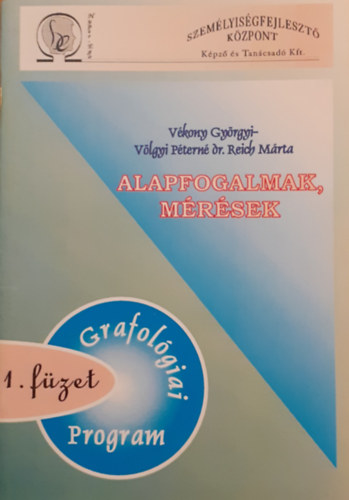 SZEMÉLYISÉGFEJLESZTŐ
KÖZPONT
Képző és Tanácsadó Kft.
Vékony Györgyi-
Völgyi Péterné dr. Reich Márta
ALAPFOGALMAK,
MÉRÉSEK
Grafológiai
1. füzet
Program